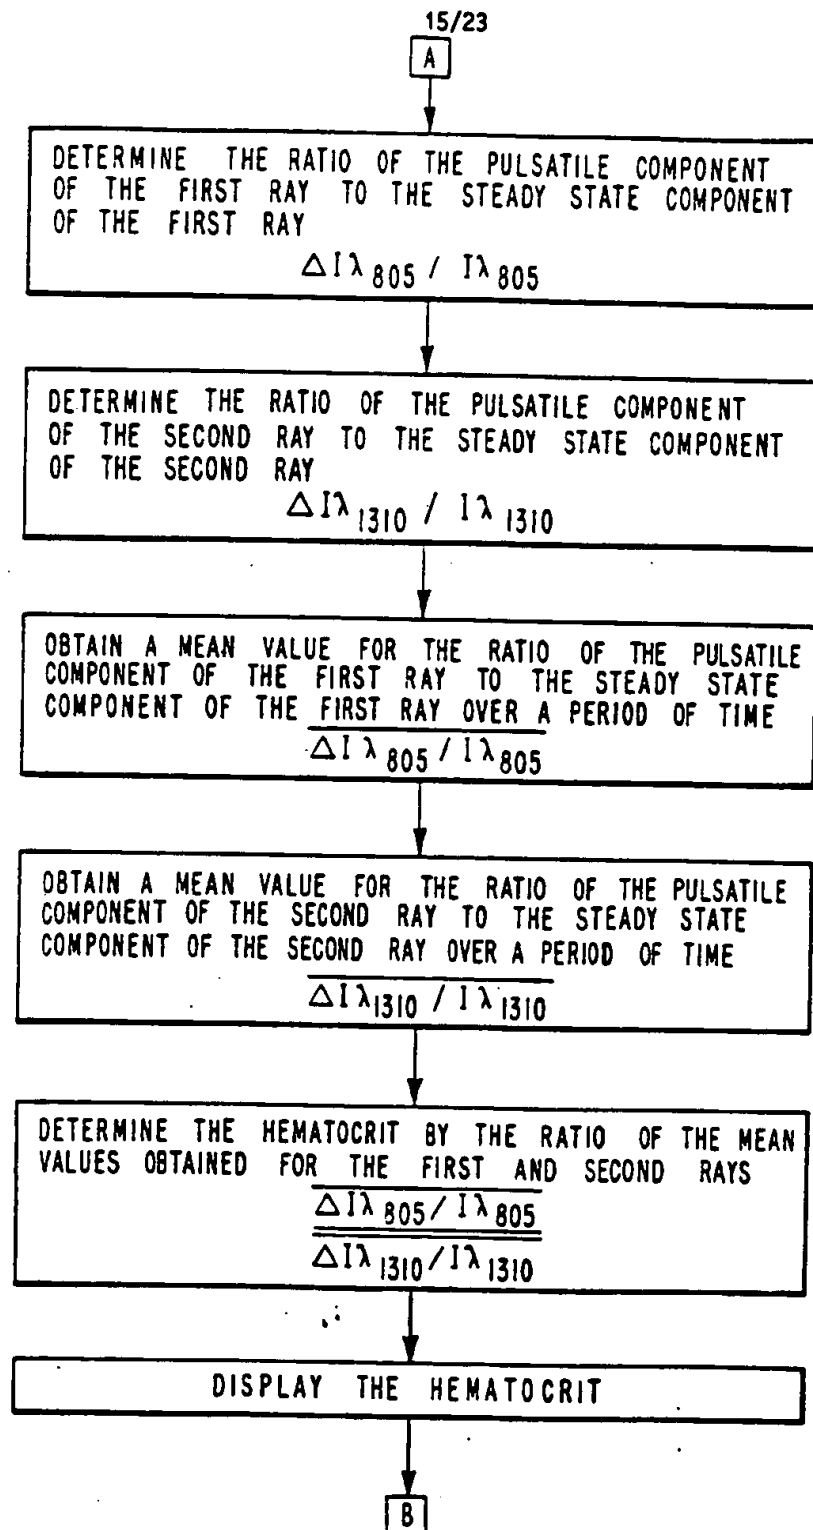 15/23
A
DETERMINE THE RATIO OF THE PULSATILE COMPONENT
OF THE FIRST RAY TO THE STEADY STATE COMPONENT
OF THE FIRST RAY
ΔIλ805 / Iλ805
DETERMINE THE RATIO OF THE PULSATILE COMPONENT
OF THE SECOND RAY TO THE STEADY STATE COMPONENT
OF THE SECOND RAY
ΔIλ1310 / Iλ1310
OBTAIN A MEAN VALUE FOR THE RATIO OF THE PULSATILE
COMPONENT OF THE FIRST RAY TO THE STEADY STATE
COMPONENT OF THE FIRST RAY OVER A PERIOD OF TIME
ΔIλ805 / Iλ805
OBTAIN A MEAN VALUE FOR THE RATIO OF THE PULSATILE
COMPONENT OF THE SECOND RAY TO THE STEADY STATE
COMPONENT OF THE SECOND RAY OVER A PERIOD OF TIME
ΔIλ1310 / Iλ1310
DETERMINE THE HEMATOCRIT BY THE RATIO OF THE MEAN
VALUES OBTAINED FOR THE FIRST AND SECOND RAYS
ΔIλ805 / Iλ805
ΔIλ1310 / Iλ1310
DISPLAY THE HEMATOCRIT
B